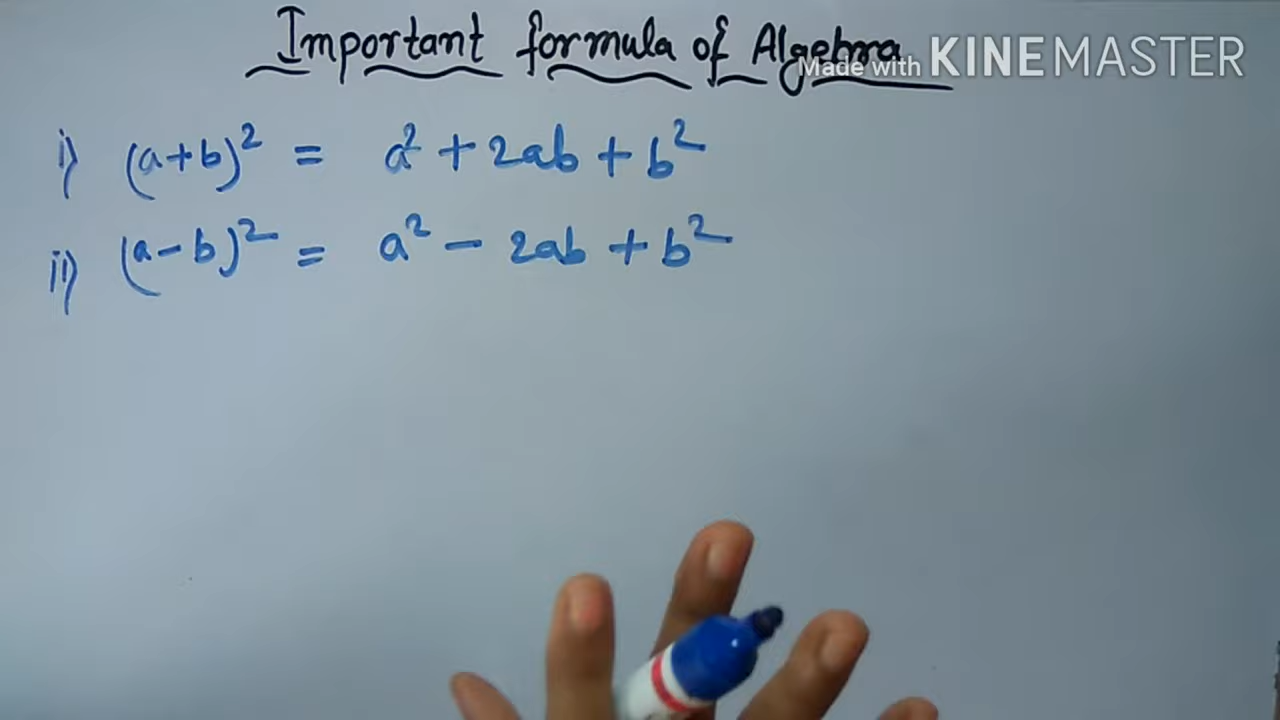 Important formula of Algebra
Made with KINEMASTER
i) (a+b)² = a² + 2ab + b²
ii) (a-b)² = a² - 2ab + b²